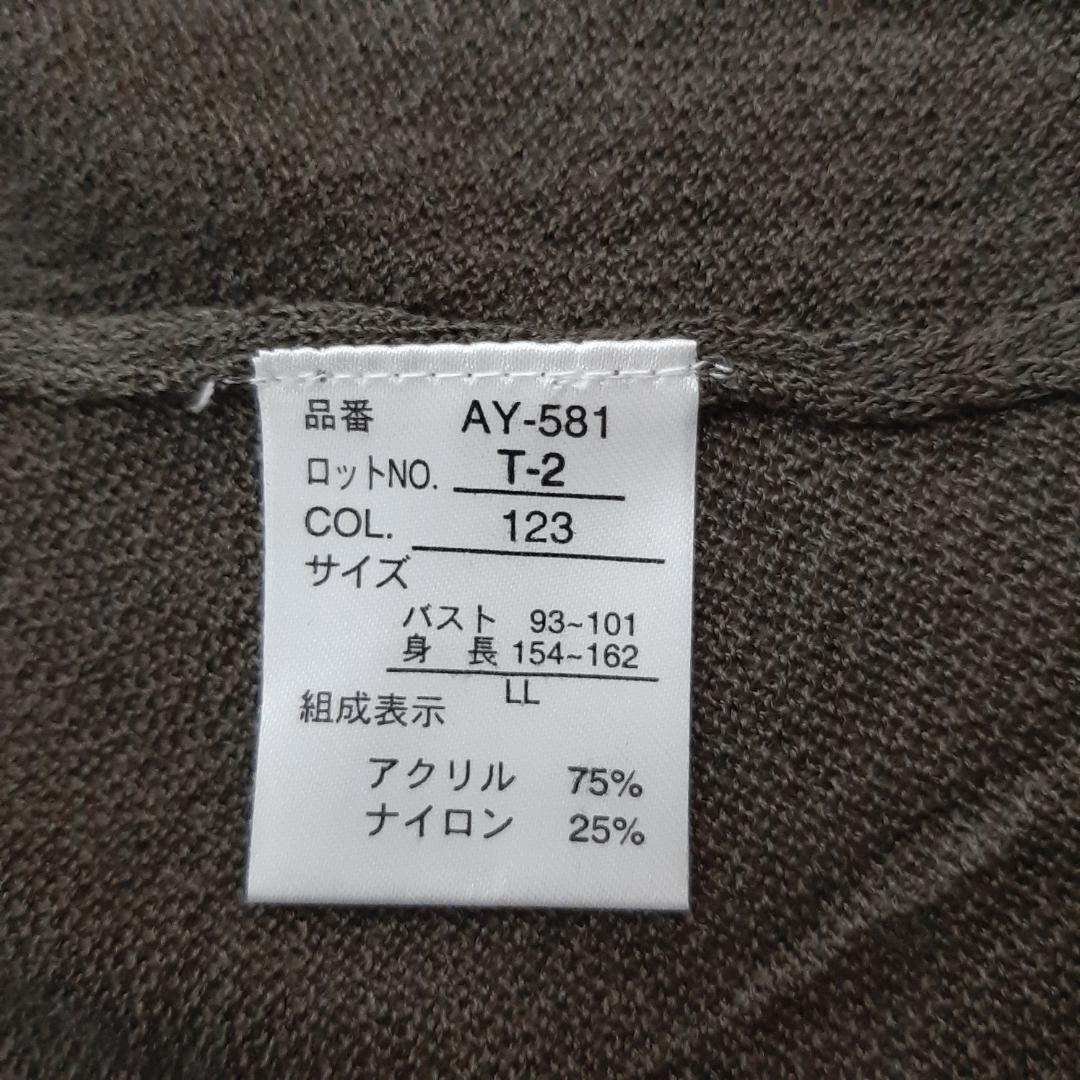 品番 AY-581
ロットNO. T-2
COL. 123
サイズ
バスト 93~101
身 長 154~162
LL
組成表示
アクリル 75%
ナイロン 25%